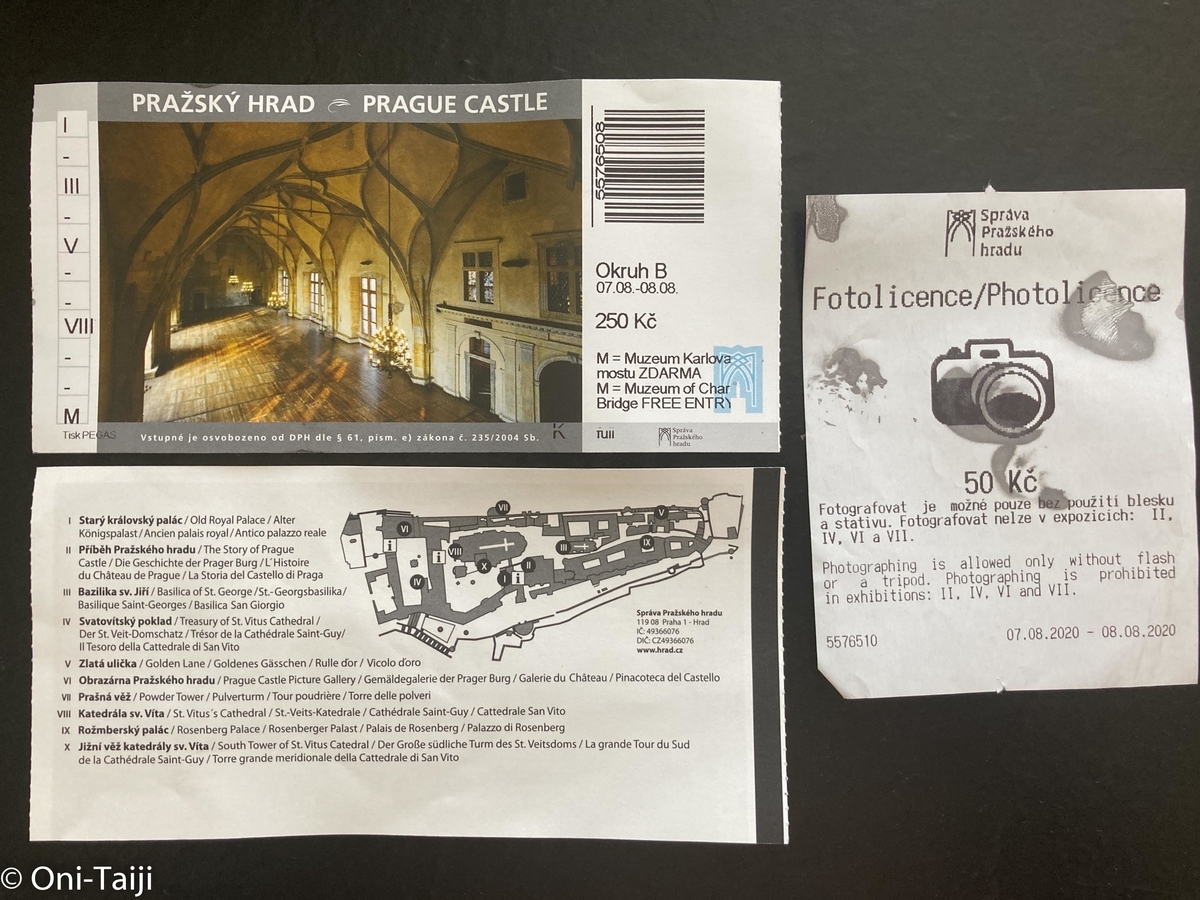 PRAŽSKÝ HRAD PRAGUE CASTLE
I
-
III
-
V
-
-
VIII
-
-
M
Tisk PEGAS
Vstupné je osvobozeno od DPH dle § 61, písm. e) zákona č. 235/2004 Sb.
K
full
Správa
Pražského
hradu
5576508
Okruh B
07.08.-08.08.
250 Kč
M = Muzeum Karlova
mostu ZDARMA
M = Museum of Char
Bridge FREE ENTRY
I Starý královský palác / Old Royal Palace / Alter
Königspalast / Ancien palais royal / Antico palazzo reale
II Příběh Pražského hradu / The Story of Prague
Castle / Die Geschichte der Prager Burg / L´Histoire
du Château de Prague / La Storia del Castello di Praga
III Bazilika sv. Jiří / Basilica of St. George / St.-Georgsbasilika/
Basilique Saint-Georges / Basilica San Giorgio
IV Svatovítský poklad / Treasury of St. Vitus Cathedral /
Der St. Veit-Domschatz / Trésor de la Cathédrale Saint-Guy/
Il Tesoro della Cattedrale di San Vito
V Zlatá ulička / Golden Lane / Goldenes Gässchen / Rulle d'or / Vicolo d'oro
VI Obrazárna Pražského hradu / Prague Castle Picture Gallery / Gemäldegalerie der Prager Burg / Galerie du Château / Pinacoteca del Castello
VII Prašná věž / Powder Tower / Pulverturm / Tour poudrière / Torre delle polveri
VIII Katedrála sv. Víta / St. Vitus´s Cathedral / St.-Veits-Katedrale / Cathédrale Saint-Guy / Cattedrale San Vito
IX Rožmberský palác / Rosenberg Palace / Rosenberger Palast / Palais de Rosenberg / Palazzo di Rosenberg
X Jižní věž katedrály sv. Víta / South Tower of St. Vitus Catedral / Der Große südliche Turm des St. Veitsdoms / La grande Tour du Sud
de la Cathédrale Saint-Guy / Torre grande meridionale della Cattedrale di San Vito
VII
VI
V
i
i
VIII
III
IX
X
II
IV
I
i
Správa Pražského hradu
119 08 Praha 1 - Hrad
IČ: 49366076
DIČ: CZ49366076
www.hrad.cz
Správa
Pražského
hradu
Fotolicence/Photolicence
50 Kč
Fotografovat je možné pouze bez použití blesku
a stativu. Fotografovat nelze v expozicích: II,
IV, VI a VII.
Photographing is allowed only without flash
or a tripod. Photographing is prohibited
in exhibitions: II, IV, VI and VII.
5576510
07.08.2020 - 08.08.2020
© Oni-Taiji